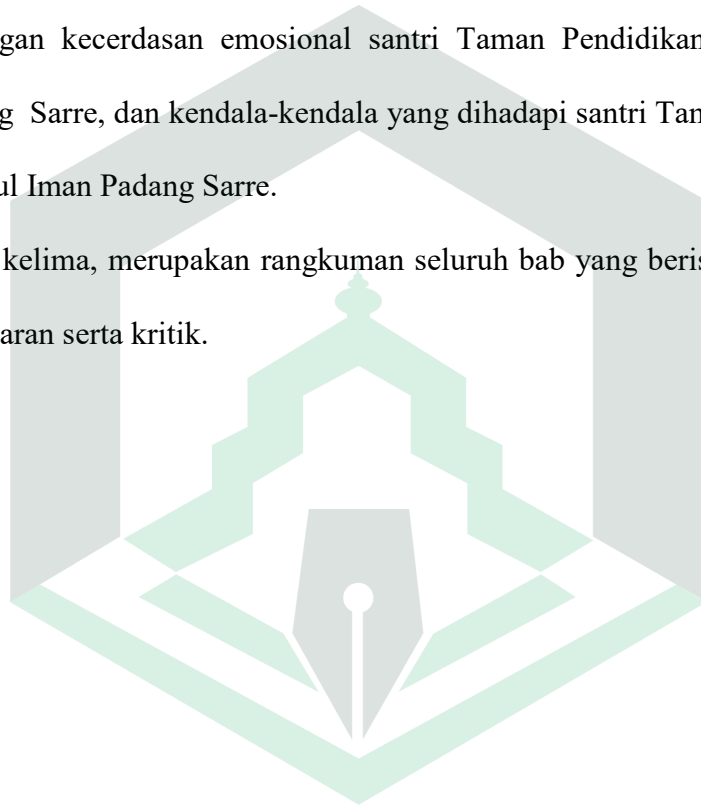 gan kecerdasan emosional santri Taman Pendidikan
g Sarre, dan kendala-kendala yang dihadapi santri Tan
ul Iman Padang Sarre.
kelima, merupakan rangkuman seluruh bab yang beris
aran serta kritik.